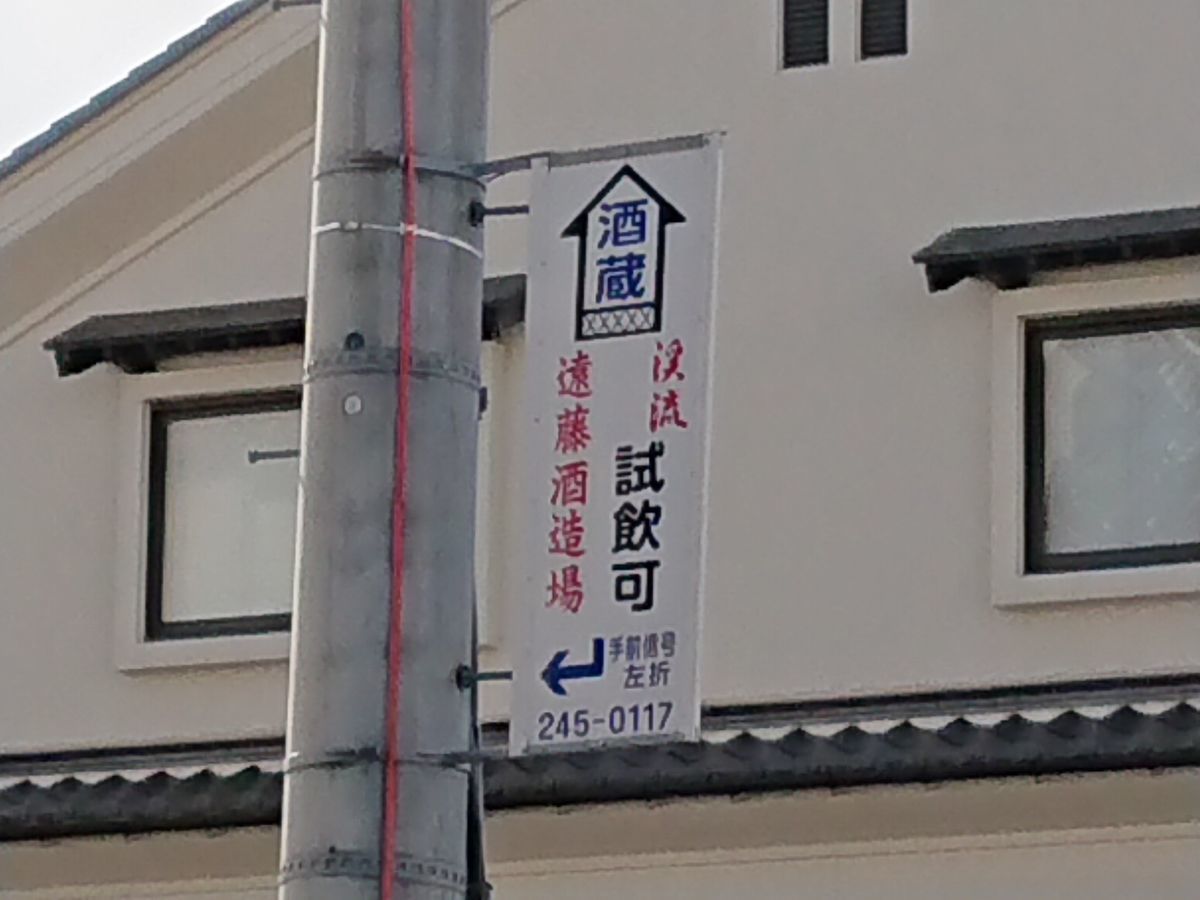 酒蔵
渓流
試飲可
遠藤酒造場
手前信号
左折
245-0117